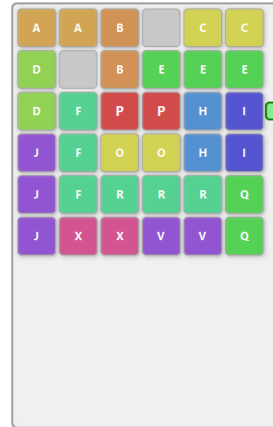 A A B C C
D B E E E
D F P P H I
J F O O H I
J F R R R Q
J X X V V Q